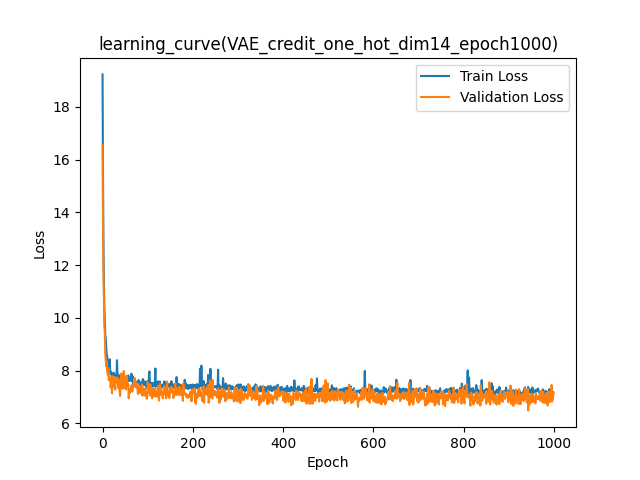 learning_curve(VAE_credit_one_hot_dim14_epoch1000)
Train Loss
Validation Loss
18
16
14
12
10
8
6
Loss
0 200 400 600 800 1000
Epoch